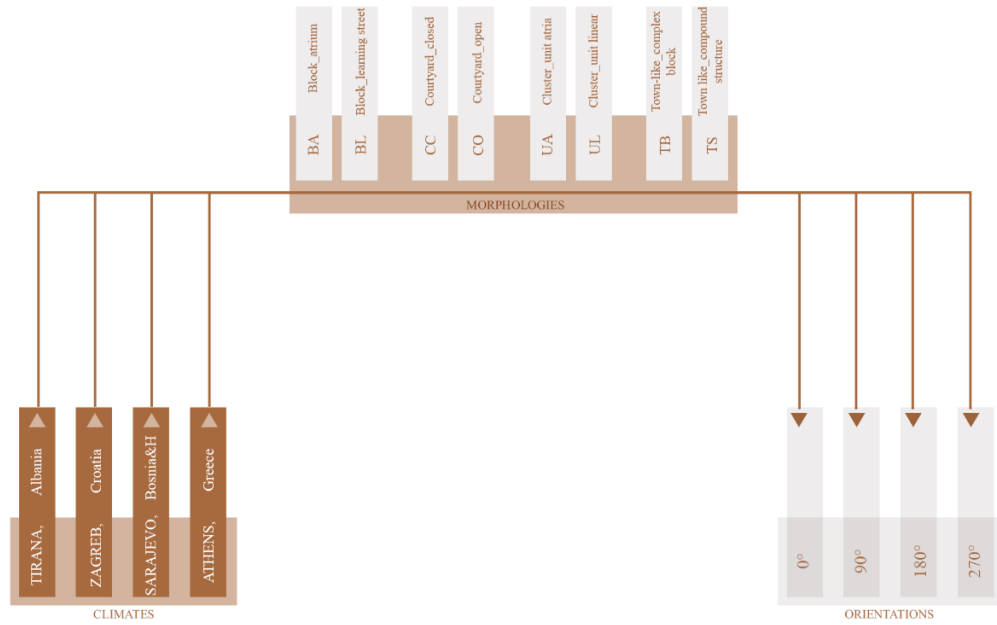 BA Block_atrium
BL Block_learning street
CC Courtyard_closed
CO Courtyard_open
UA Cluster_unit atria
UL Cluster_unit linear
TB Town-like_complex
block
TS Town like_compound
structure
MORPHOLOGIES
TIRANA, Albania
ZAGREB, Croatia
SARAJEVO, Bosnia&H
ATHENS, Greece
CLIMATES
0°
90°
180°
270°
ORIENTATIONS